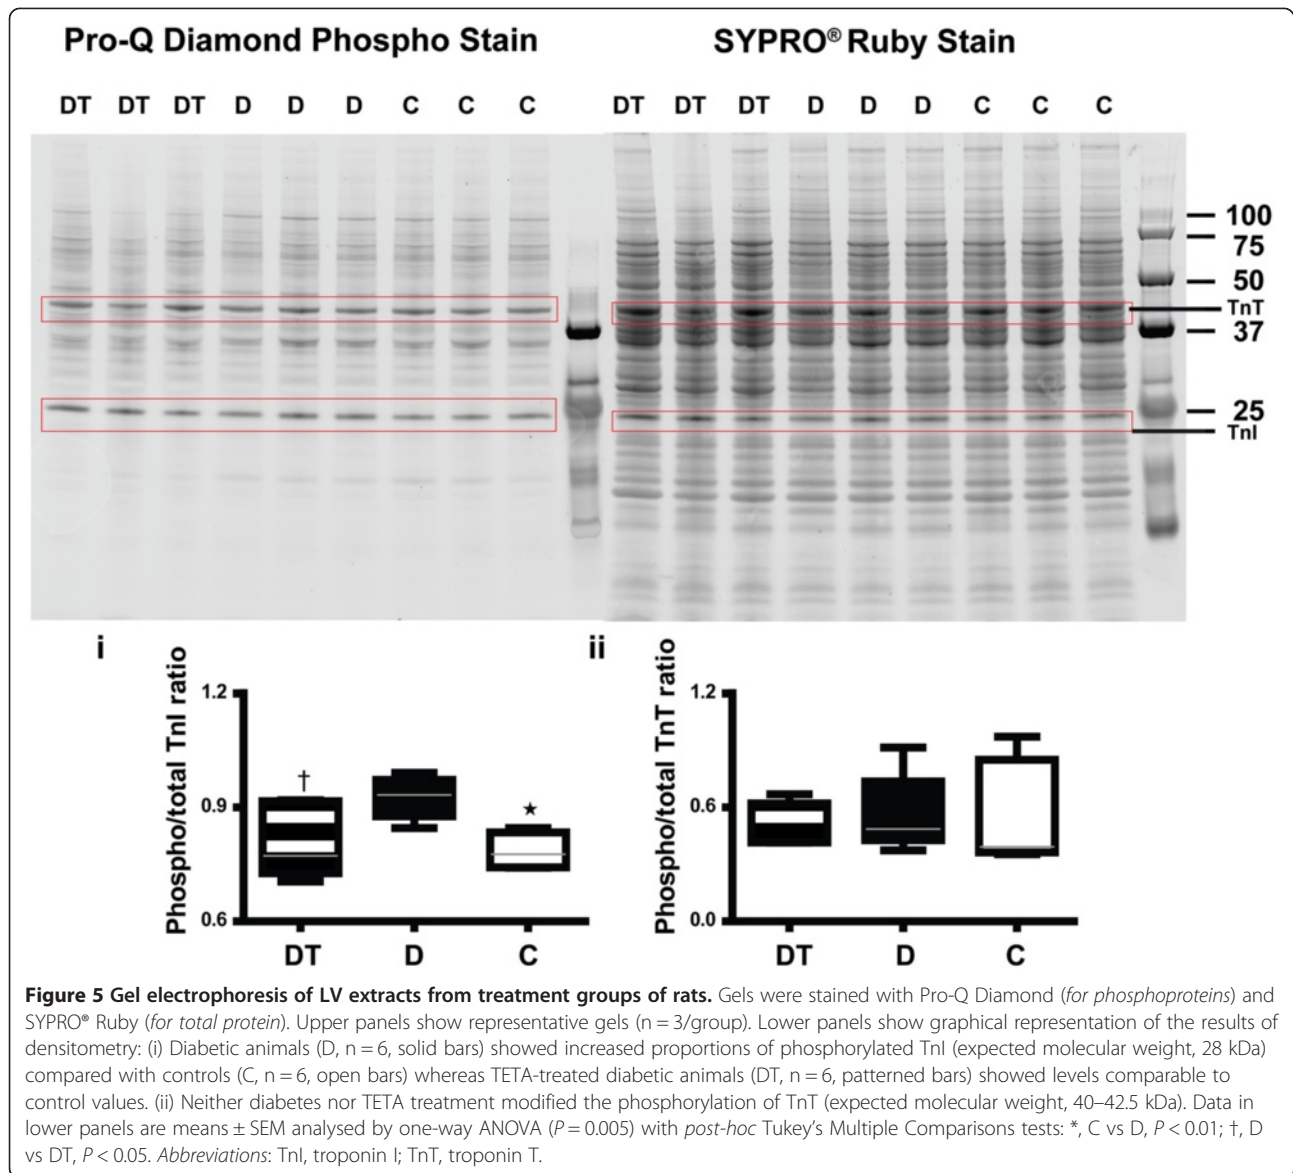 Pro-Q Diamond Phospho Stain
SYPRO® Ruby Stain
DT DT DT D D D C C C
DT DT DT D D D C C C
100
75
50
TnT
37
25
TnI
i
Phospho/total TnI ratio
1.2
0.9
0.6
†
★
DT D C
ii
Phospho/total TnT ratio
1.2
0.6
0.0
DT D C
Figure 5 Gel electrophoresis of LV extracts from treatment groups of rats. Gels were stained with Pro-Q Diamond (for phosphoproteins) and
SYPRO® Ruby (for total protein). Upper panels show representative gels (n = 3/group). Lower panels show graphical representation of the results of
densitometry: (i) Diabetic animals (D, n = 6, solid bars) showed increased proportions of phosphorylated TnI (expected molecular weight, 28 kDa)
compared with controls (C, n = 6, open bars) whereas TETA-treated diabetic animals (DT, n = 6, patterned bars) showed levels comparable to
control values. (ii) Neither diabetes nor TETA treatment modified the phosphorylation of TnT (expected molecular weight, 40–42.5 kDa). Data in
lower panels are means ± SEM analysed by one-way ANOVA (P = 0.005) with post-hoc Tukey's Multiple Comparisons tests: *, C vs D, P < 0.01; †, D
vs DT, P < 0.05. Abbreviations: TnI, troponin I; TnT, troponin T.